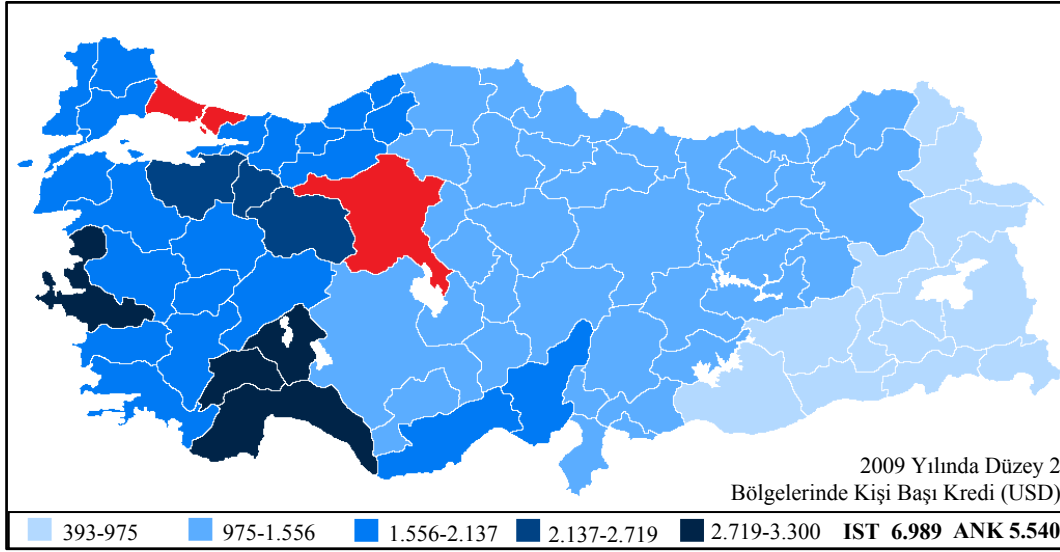 2009 Yılında Düzey 2
Bölgelerinde Kişi Başı Kredi (USD)
393-975 975-1.556 1.556-2.137 2.137-2.719 2.719-3.300 IST 6.989 ANK 5.540